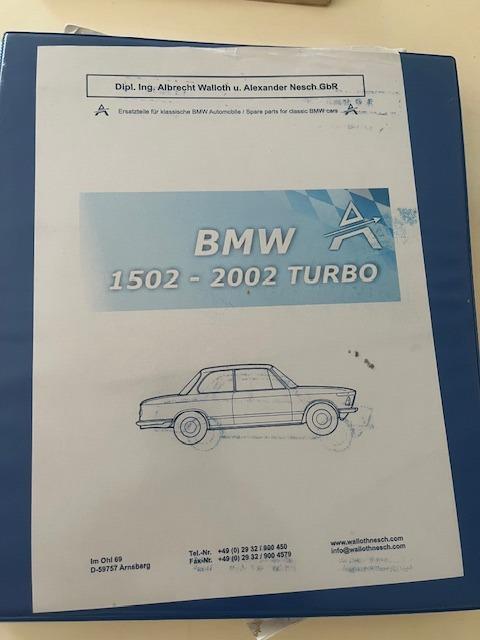 Dipl. Ing. Albrecht Walloth u. Alexander Nesch GbR
Ersatzteile für klassische BMW Automobile / Spare parts for classic BMW cars
BMW
1502 - 2002 TURBO
Im Ohl 69
D-59757 Arnsberg
Tel.-Nr. +49 (0) 29 32 / 900 450
Fax-Nr. +49 (0) 29 32 / 900 4579
www.wallothnesch.com
info@wallothnesch.com